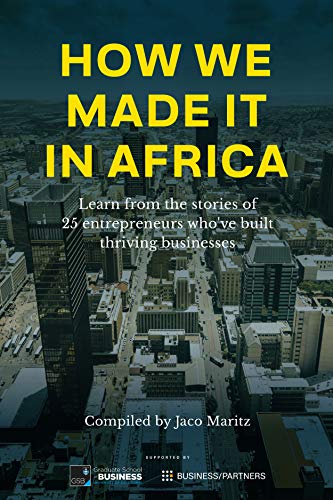 HOW WE
MADE IT
IN AFRICA
Learn from the stories of
25 entrepreneurs who've built
thriving businesses
Compiled by Jaco Maritz
SUPPORTED BY
GSB
Graduate School
of BUSINESS
BUSINESS/PARTNERS